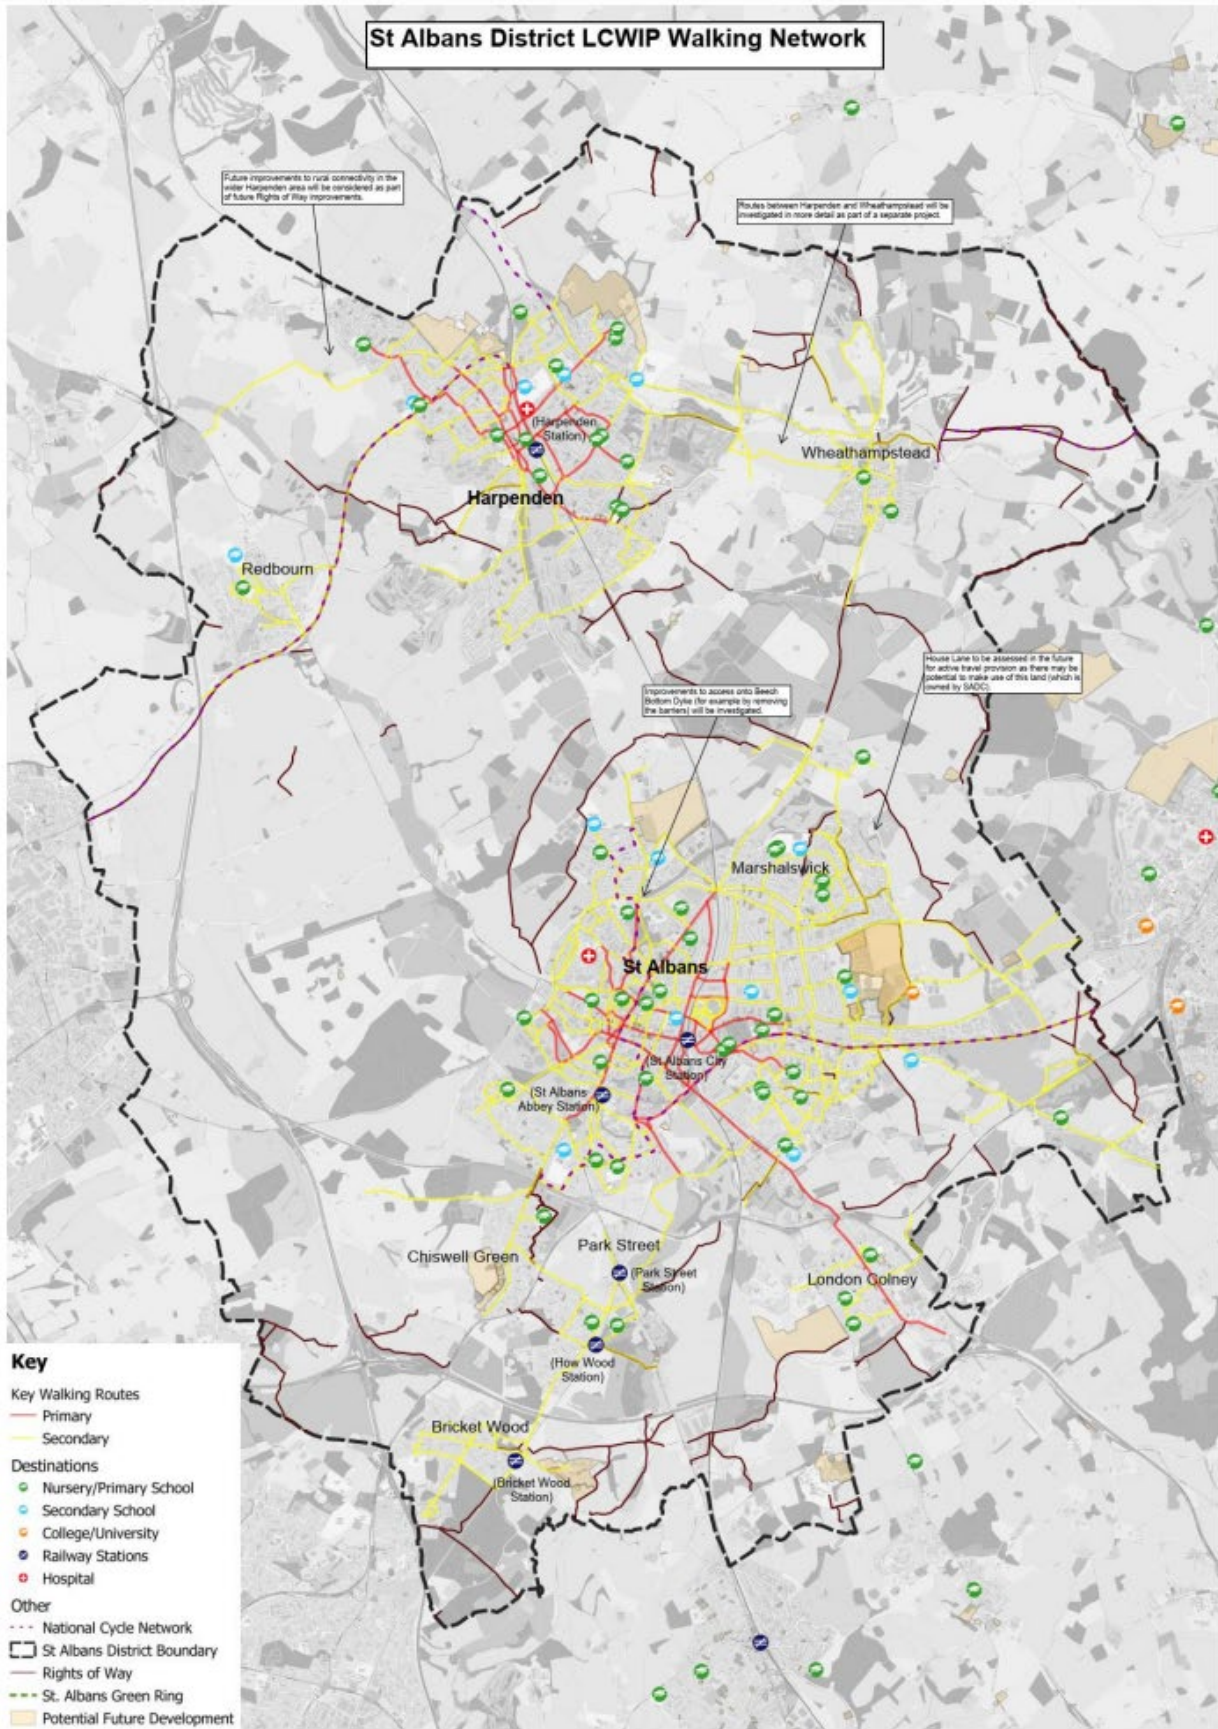 St Albans District LCWIP Walking Network
Future improvements to rural connectivity in the
wider Harpenden area will be considered as part
of future Rights of Way improvements.
Routes between Harpenden and Wheathampstead will be
investigated in more detail as part of a separate project.
(Harpenden
Station)
Wheathampstead
Harpenden
Redbourn
House Lane to be assessed in the future
for active travel provision as there may be
potential to make use of this land (which is
owned by SADC).
Improvements to access onto Beech
Bottom Dyke (for example by removing
the barriers) will be investigated.
Marshalswick
St Albans
(St Albans City
Station)
(St Albans
Abbey Station)
Chiswell Green
Park Street
(Park Street
Station)
London Colney
(How Wood
Station)
Bricket Wood
(Bricket Wood
Station)
Key
Key Walking Routes
Primary
Secondary
Destinations
Nursery/Primary School
Secondary School
College/University
Railway Stations
Hospital
Other
National Cycle Network
St Albans District Boundary
Rights of Way
St. Albans Green Ring
Potential Future Development